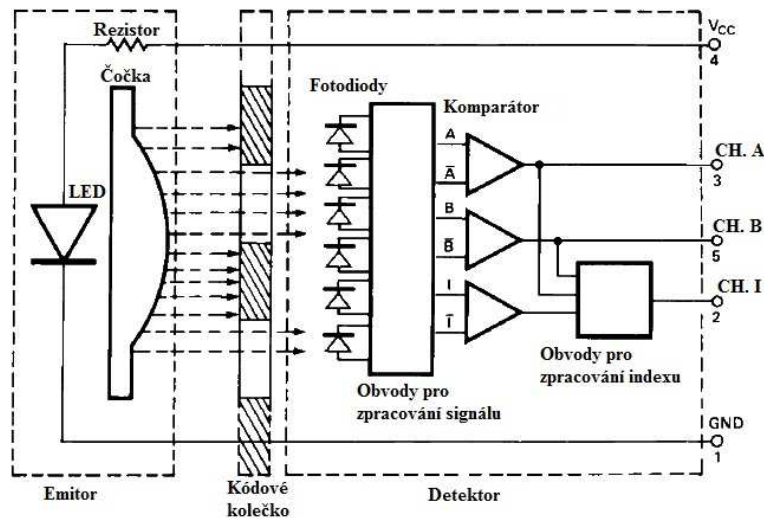 Rezistor
Čočka
LED
Emitor
Kódové
kolečko
Fotodiody
Komparátor
A
A̅
B
B̅
I
I̅
Obvody pro
zpracování signálu
Obvody pro
zpracování indexu
Detektor
VCC
4
CH. A
3
CH. B
5
CH. I
2
GND
1